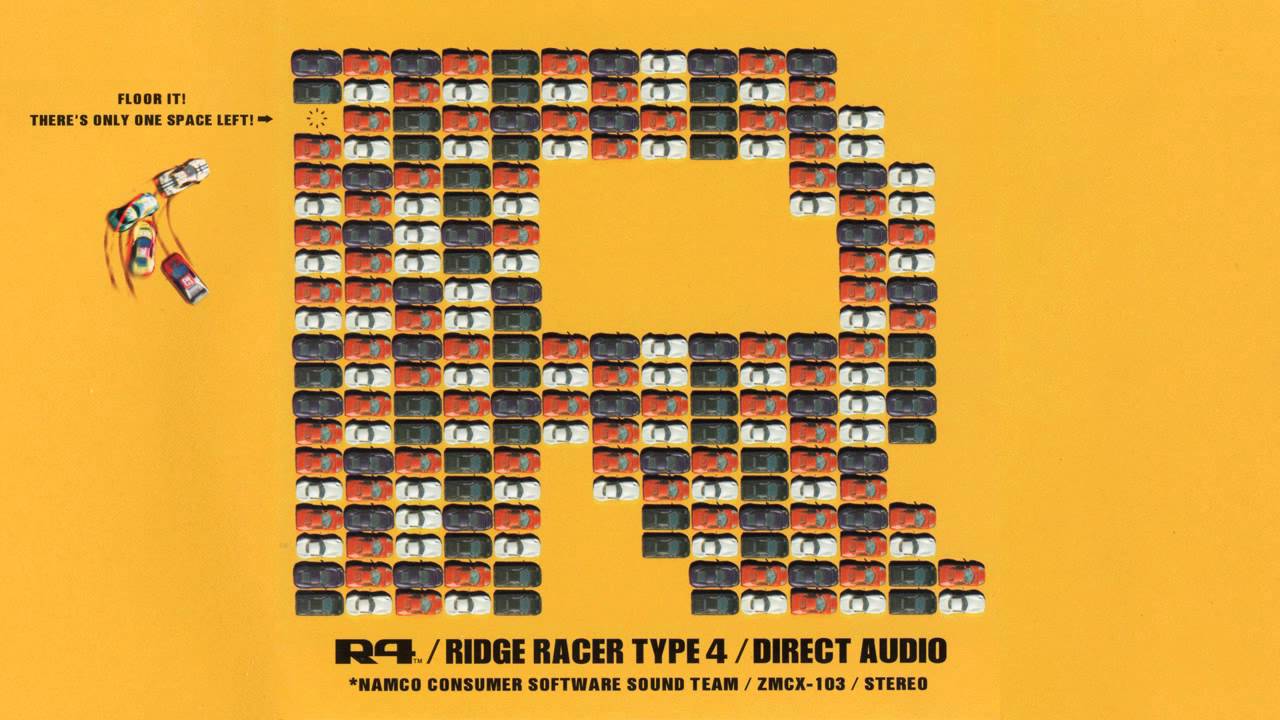 FLOOR IT!
THERE'S ONLY ONE SPACE LEFT! ➡
R4™ / RIDGE RACER TYPE 4 / DIRECT AUDIO
*NAMCO CONSUMER SOFTWARE SOUND TEAM / ZMCX-103 / STEREO